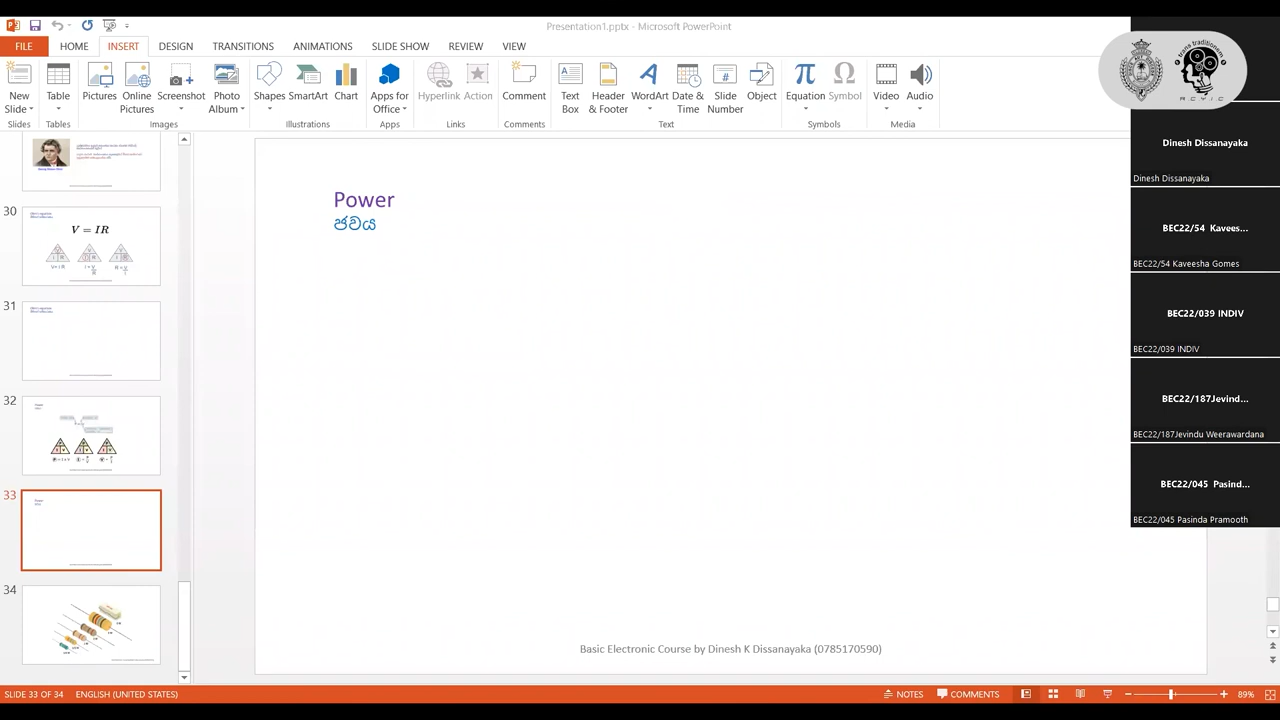 Presentation1.pptx - Microsoft PowerPoint
FILE HOME INSERT DESIGN TRANSITIONS ANIMATIONS SLIDE SHOW REVIEW VIEW
New Slide Table Pictures Online Pictures Screenshot Photo Album Shapes SmartArt Chart Apps for Office Hyperlink Action Comment Text Box Header & Footer WordArt Date & Time Slide Number Object Equation Symbol Video Audio
Slides Tables Images Illustrations Apps Links Comments Text Symbols Media
30
V = IR
31
32
33
34
Power
ජවය
Basic Electronic Course by Dinesh K Dissanayaka (0785170590)
Dinesh Dissanayaka
Dinesh Dissanayaka
BEC22/54 Kavees...
BEC22/54 Kaveesha Gomes
BEC22/039 INDIV
BEC22/039 INDIV
BEC22/187Jevind...
BEC22/187Jevindu Weerawardana
BEC22/045 Pasind...
BEC22/045 Pasinda Pramooth
SLIDE 33 OF 34 ENGLISH (UNITED STATES) NOTES COMMENTS 89%